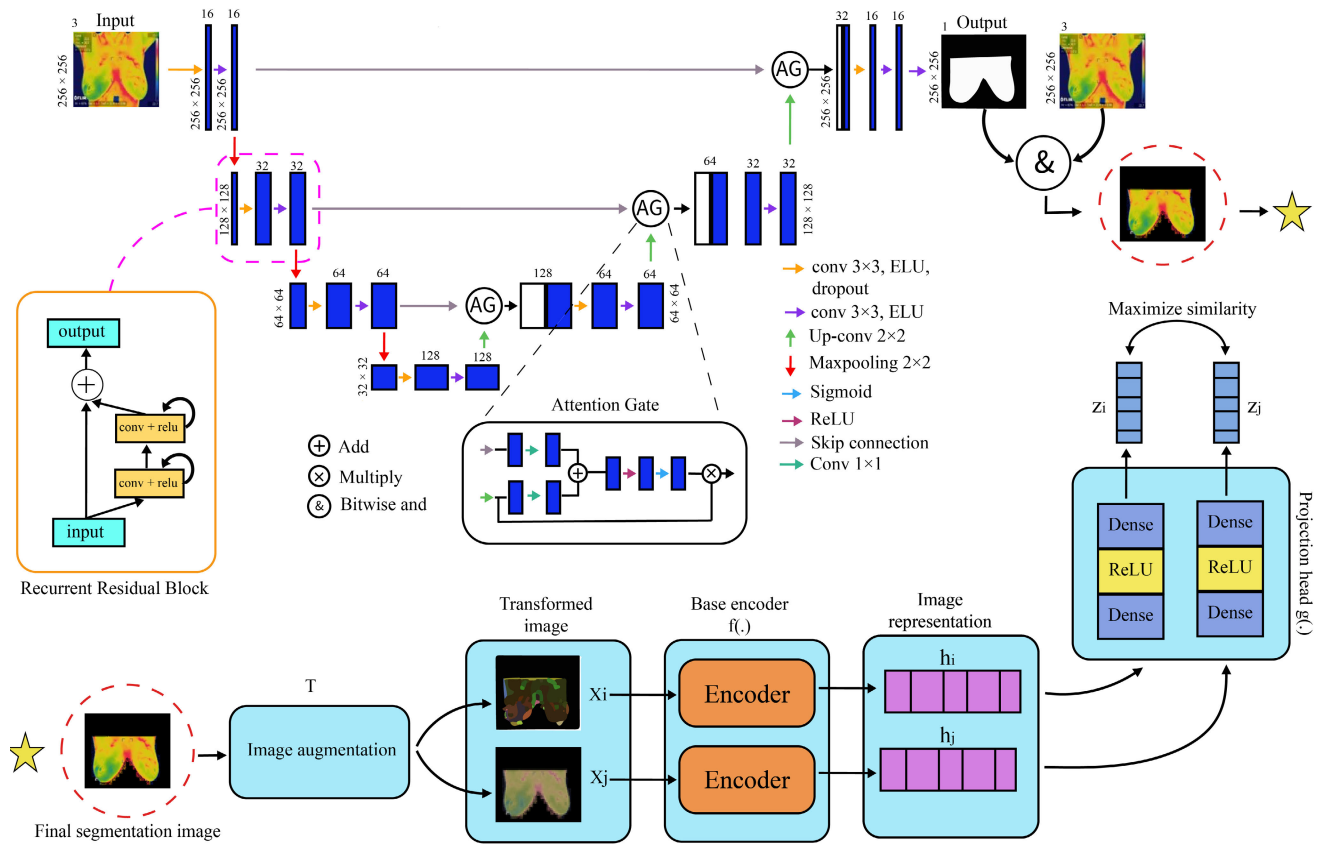 3
Input
256 × 256
16
16
256 × 256
256 × 256
AG
32
16
16
256 × 256
1
Output
256 × 256
3
256 × 256
&
128 × 128
32
32
AG
64
32
32
128 × 128
64 × 64
64
64
AG
128
64
64
64 × 64
32 × 32
128
128
conv 3×3, ELU,
dropout
conv 3×3, ELU
Up-conv 2×2
Maxpooling 2×2
Sigmoid
ReLU
Skip connection
Conv 1×1
output
+
conv + relu
conv + relu
input
Recurrent Residual Block
+ Add
× Multiply
& Bitwise and
Attention Gate
+
×
Maximize similarity
Zi
Zj
Dense
ReLU
Dense
Dense
ReLU
Dense
Projection head g(.)
Final segmentation image
T
Image augmentation
Transformed
image
Xi
Xj
Base encoder
f(.)
Encoder
Encoder
Image
representation
hi
hj